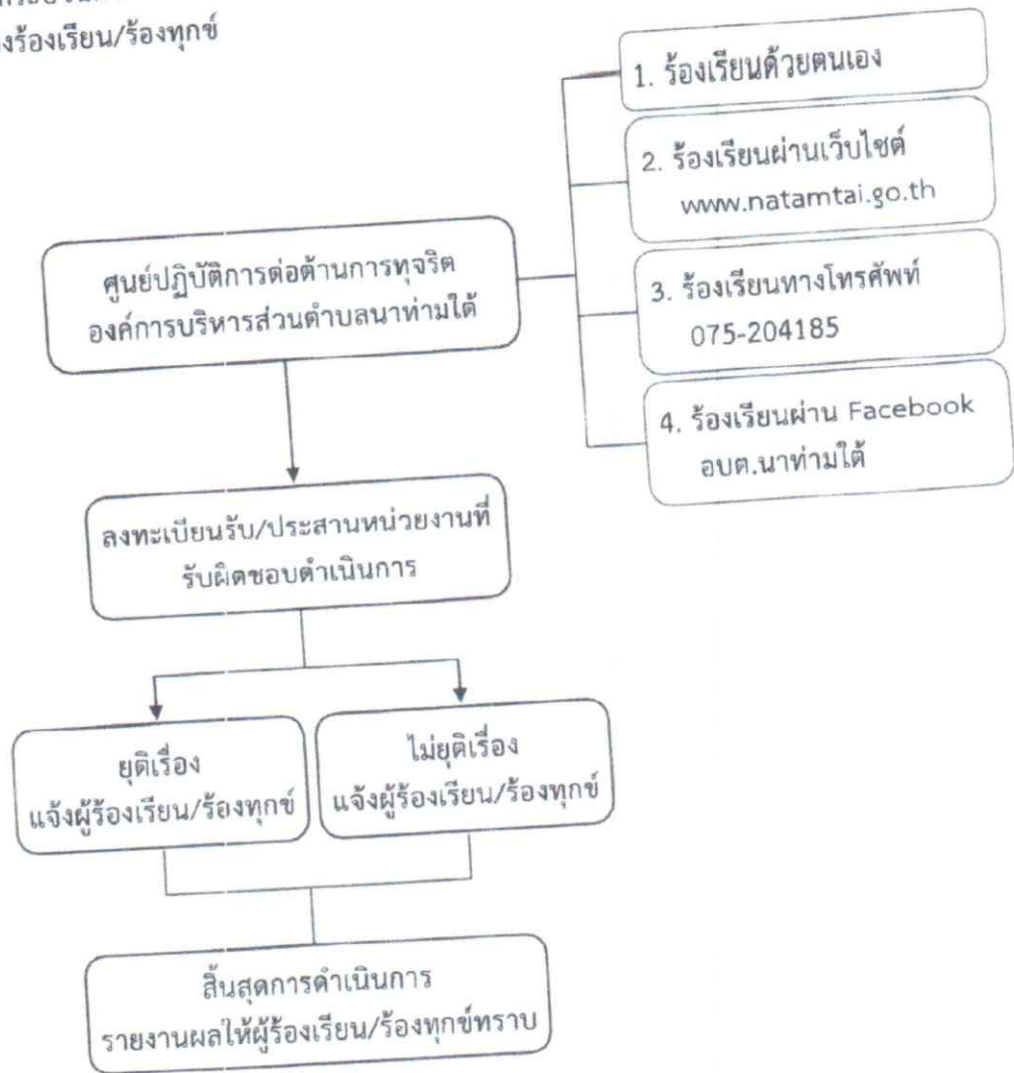 ร้องเรียน/ร้องทุกข์
1. ร้องเรียนด้วยตนเอง
2. ร้องเรียนผ่านเว็บไซต์
www.natamtai.go.th
3. ร้องเรียนทางโทรศัพท์
075-204185
4. ร้องเรียนผ่าน Facebook
อบต.นาท่ามใต้
ศูนย์ปฏิบัติการต่อต้านการทุจริต
องค์การบริหารส่วนตำบลนาท่ามใต้
ลงทะเบียนรับ/ประสานหน่วยงานที่
รับผิดชอบดำเนินการ
ยุติเรื่อง
แจ้งผู้ร้องเรียน/ร้องทุกข์
ไม่ยุติเรื่อง
แจ้งผู้ร้องเรียน/ร้องทุกข์
สิ้นสุดการดำเนินการ
รายงานผลให้ผู้ร้องเรียน/ร้องทุกข์ทราบ